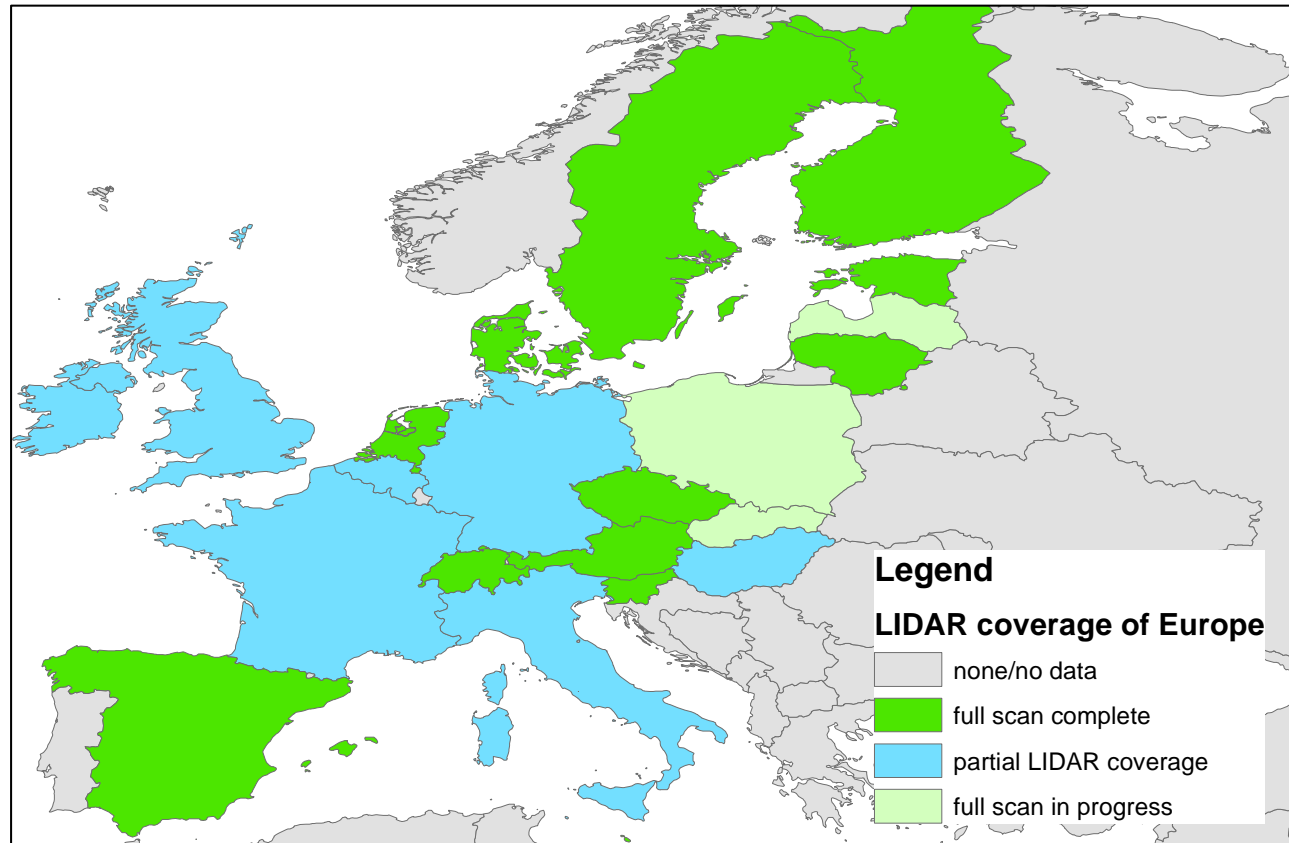 Legend
LIDAR coverage of Europe
none/no data
full scan complete
partial LIDAR coverage
full scan in progress